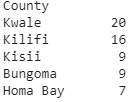 County
Kwale 20
Kilifi 16
Kisii 9
Bungoma 9
Homa Bay 7